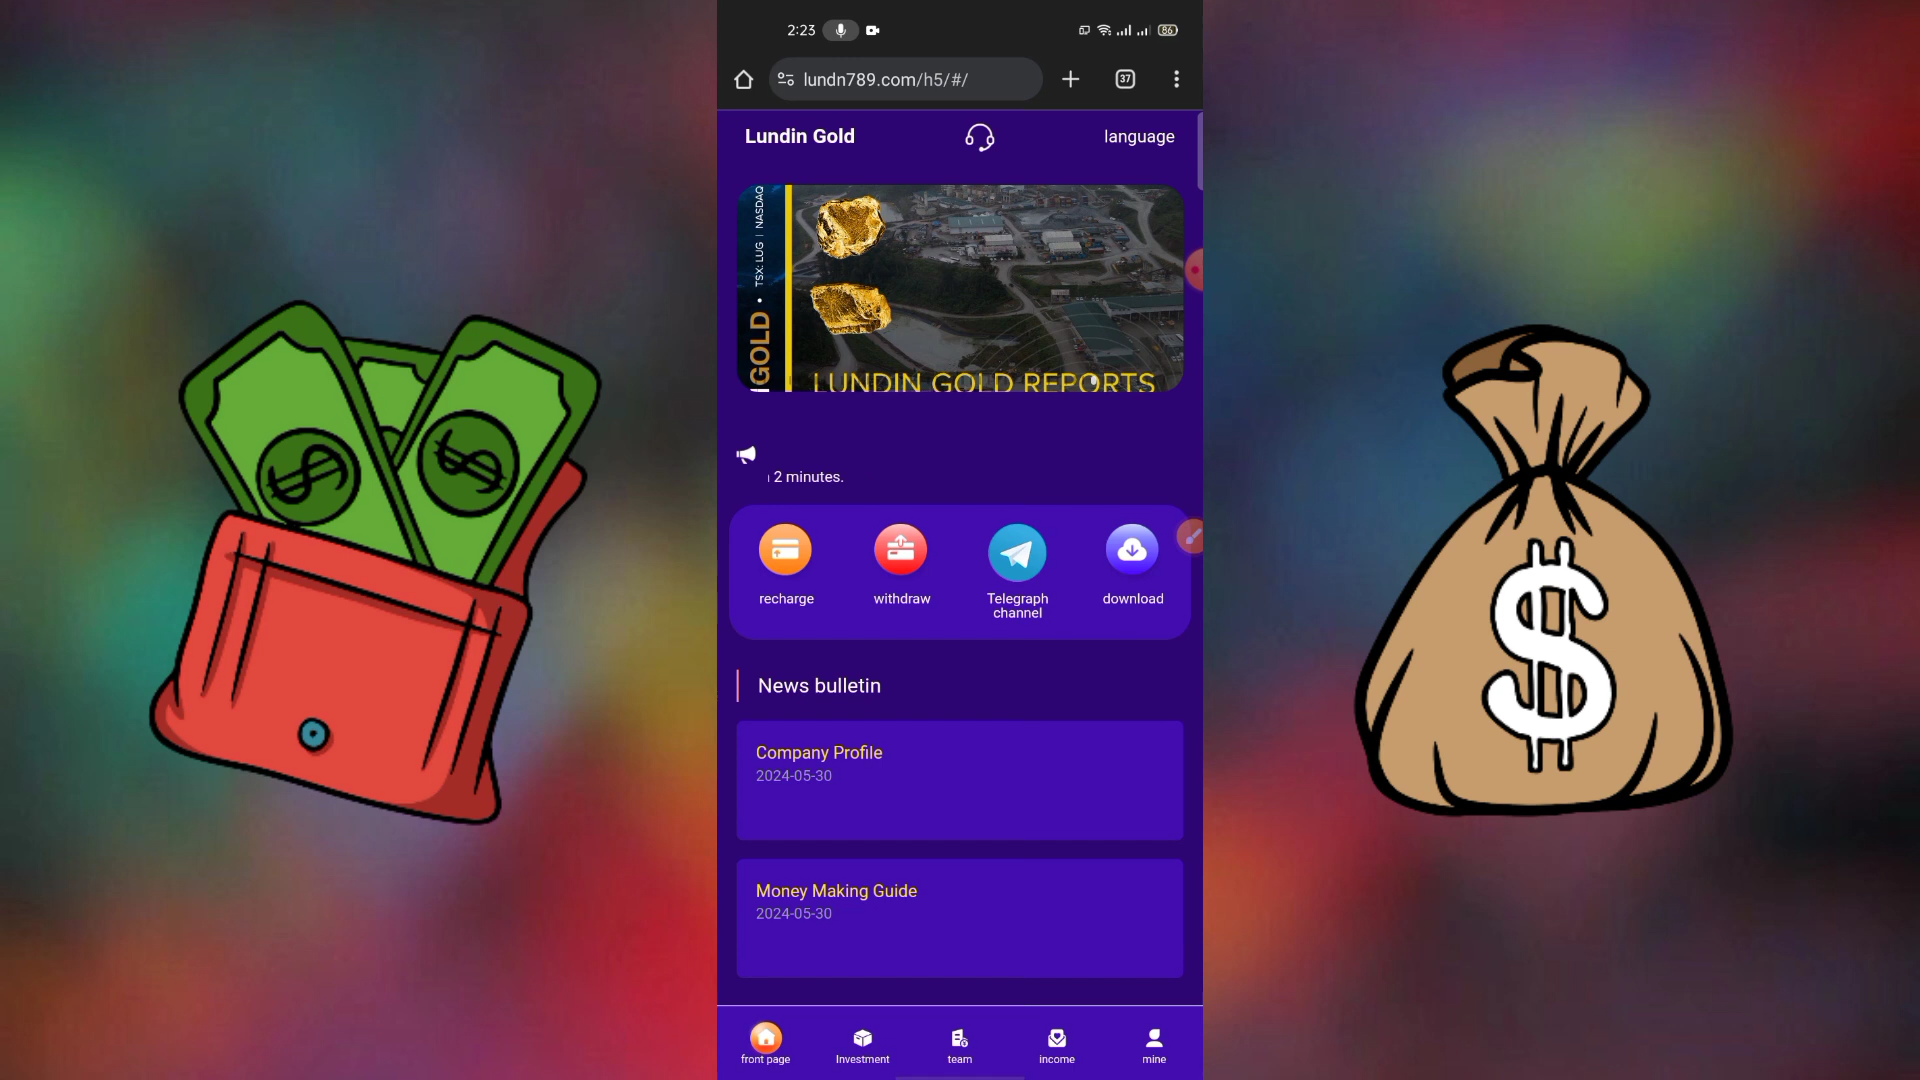 2:23
86
lundn789.com/h5/#/
37
Lundin Gold
language
GOLD • TSX: LUG | NASDAQ
LUNDIN GOLD REPORTS
2 minutes.
recharge
withdraw
Telegraph
channel
download
News bulletin
Company Profile
2024-05-30
Money Making Guide
2024-05-30
front page
Investment
team
income
mine